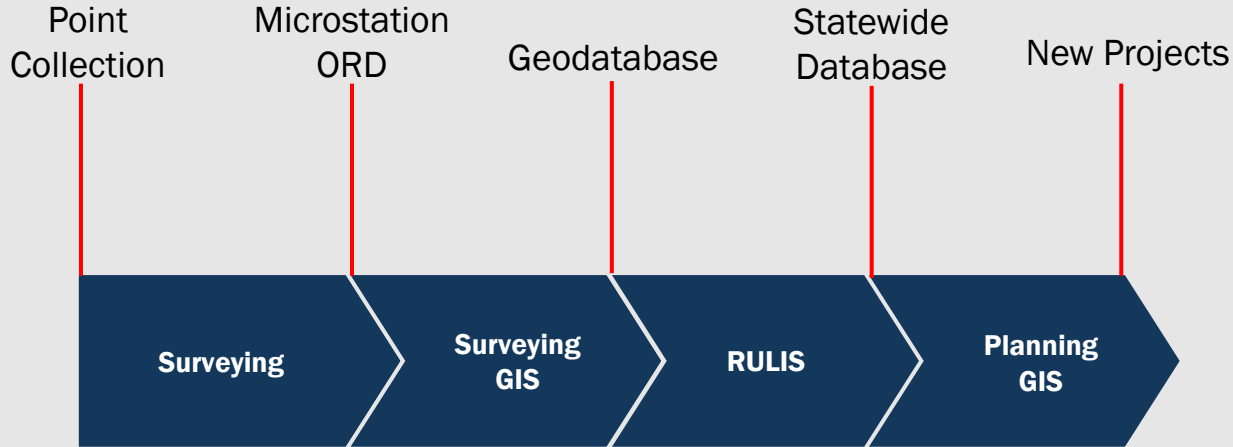 Point
Collection
Microstation
ORD
Geodatabase
Statewide
Database
New Projects
Surveying
Surveying
GIS
RULIS
Planning
GIS